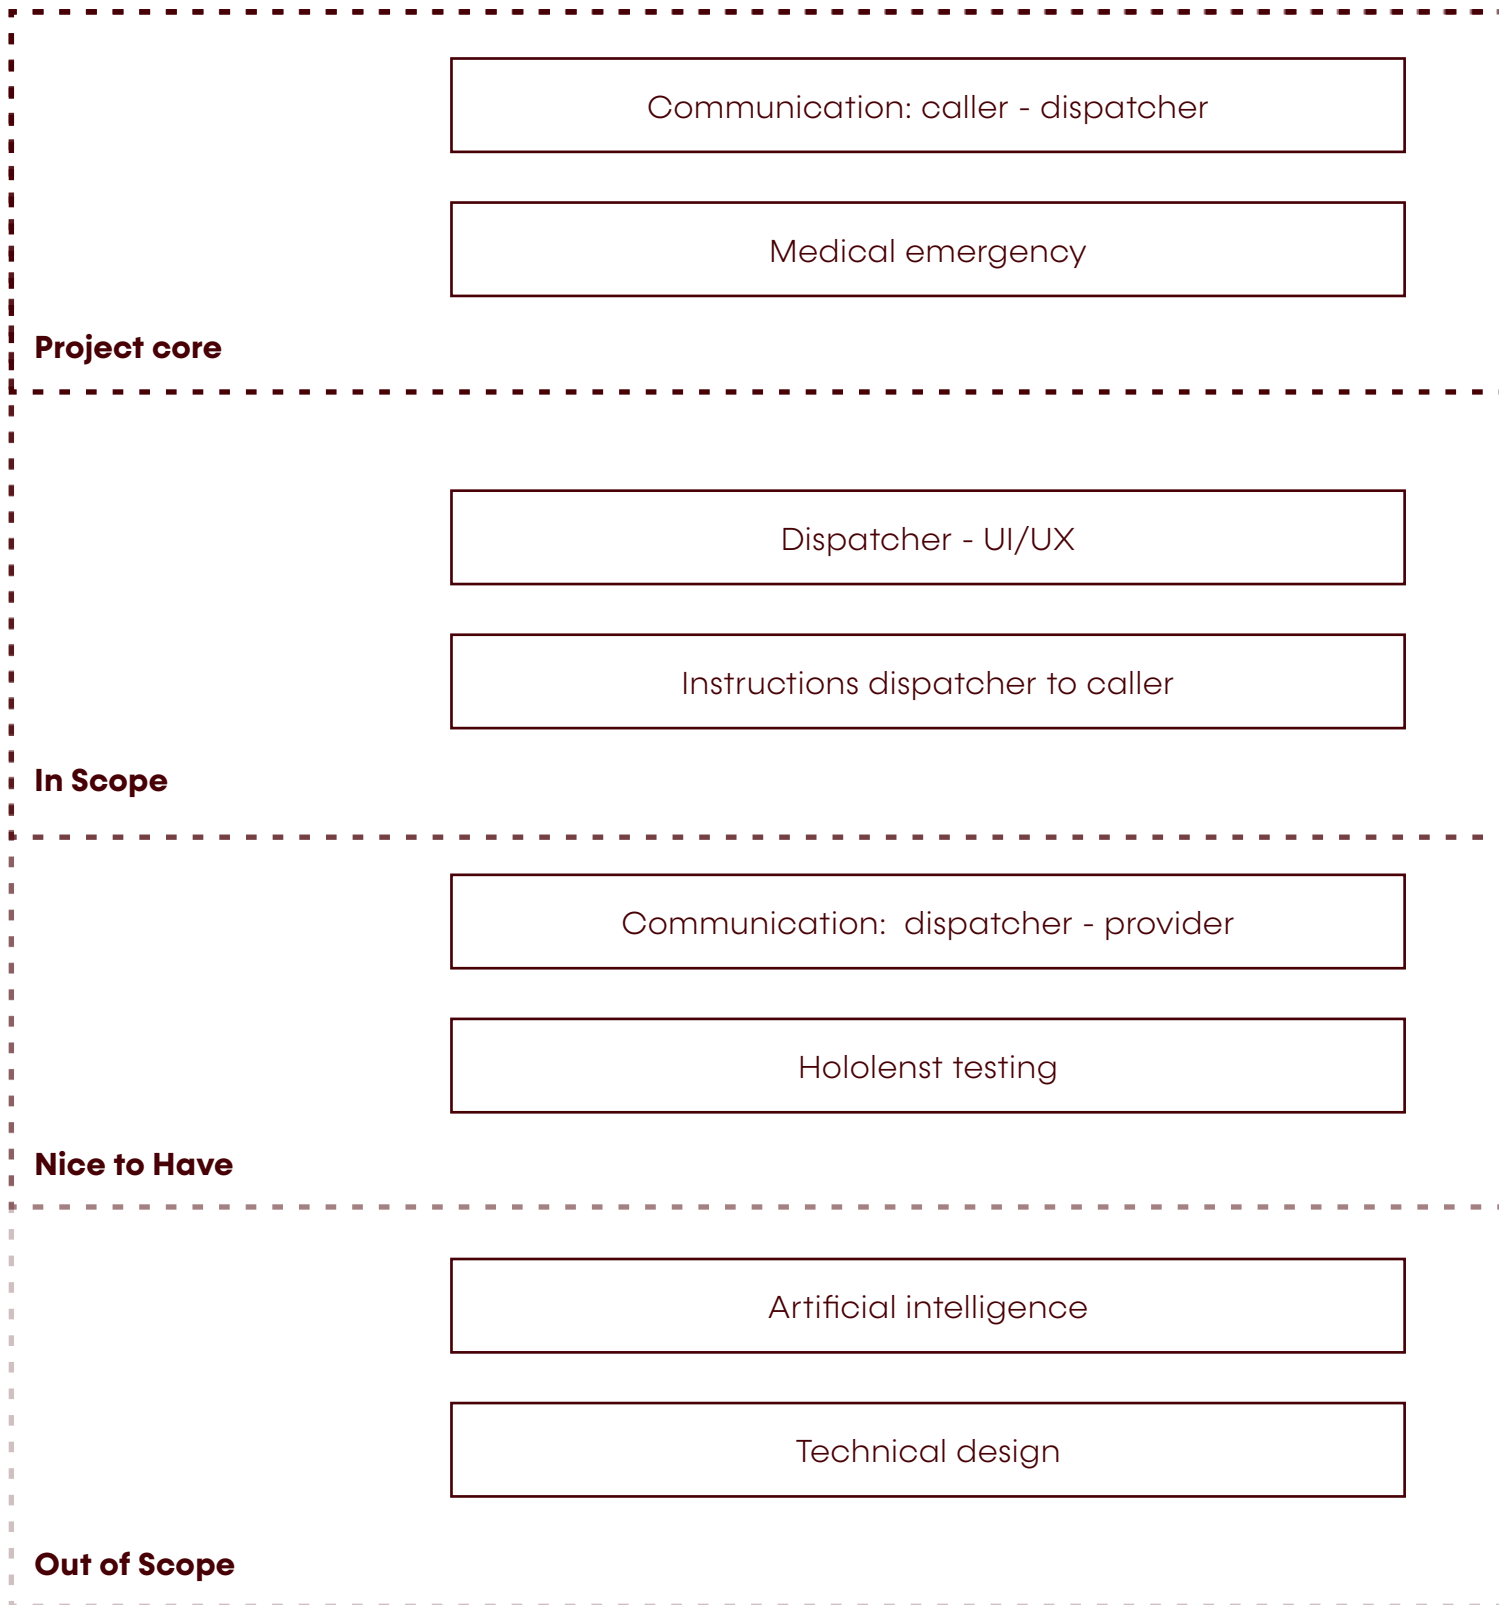 Communication: caller - dispatcher
Medical emergency
Project core
Dispatcher - UI/UX
Instructions dispatcher to caller
In Scope
Communication:  dispatcher - provider
Hololenst testing
Nice to Have
Artificial intelligence
Technical design
Out of Scope